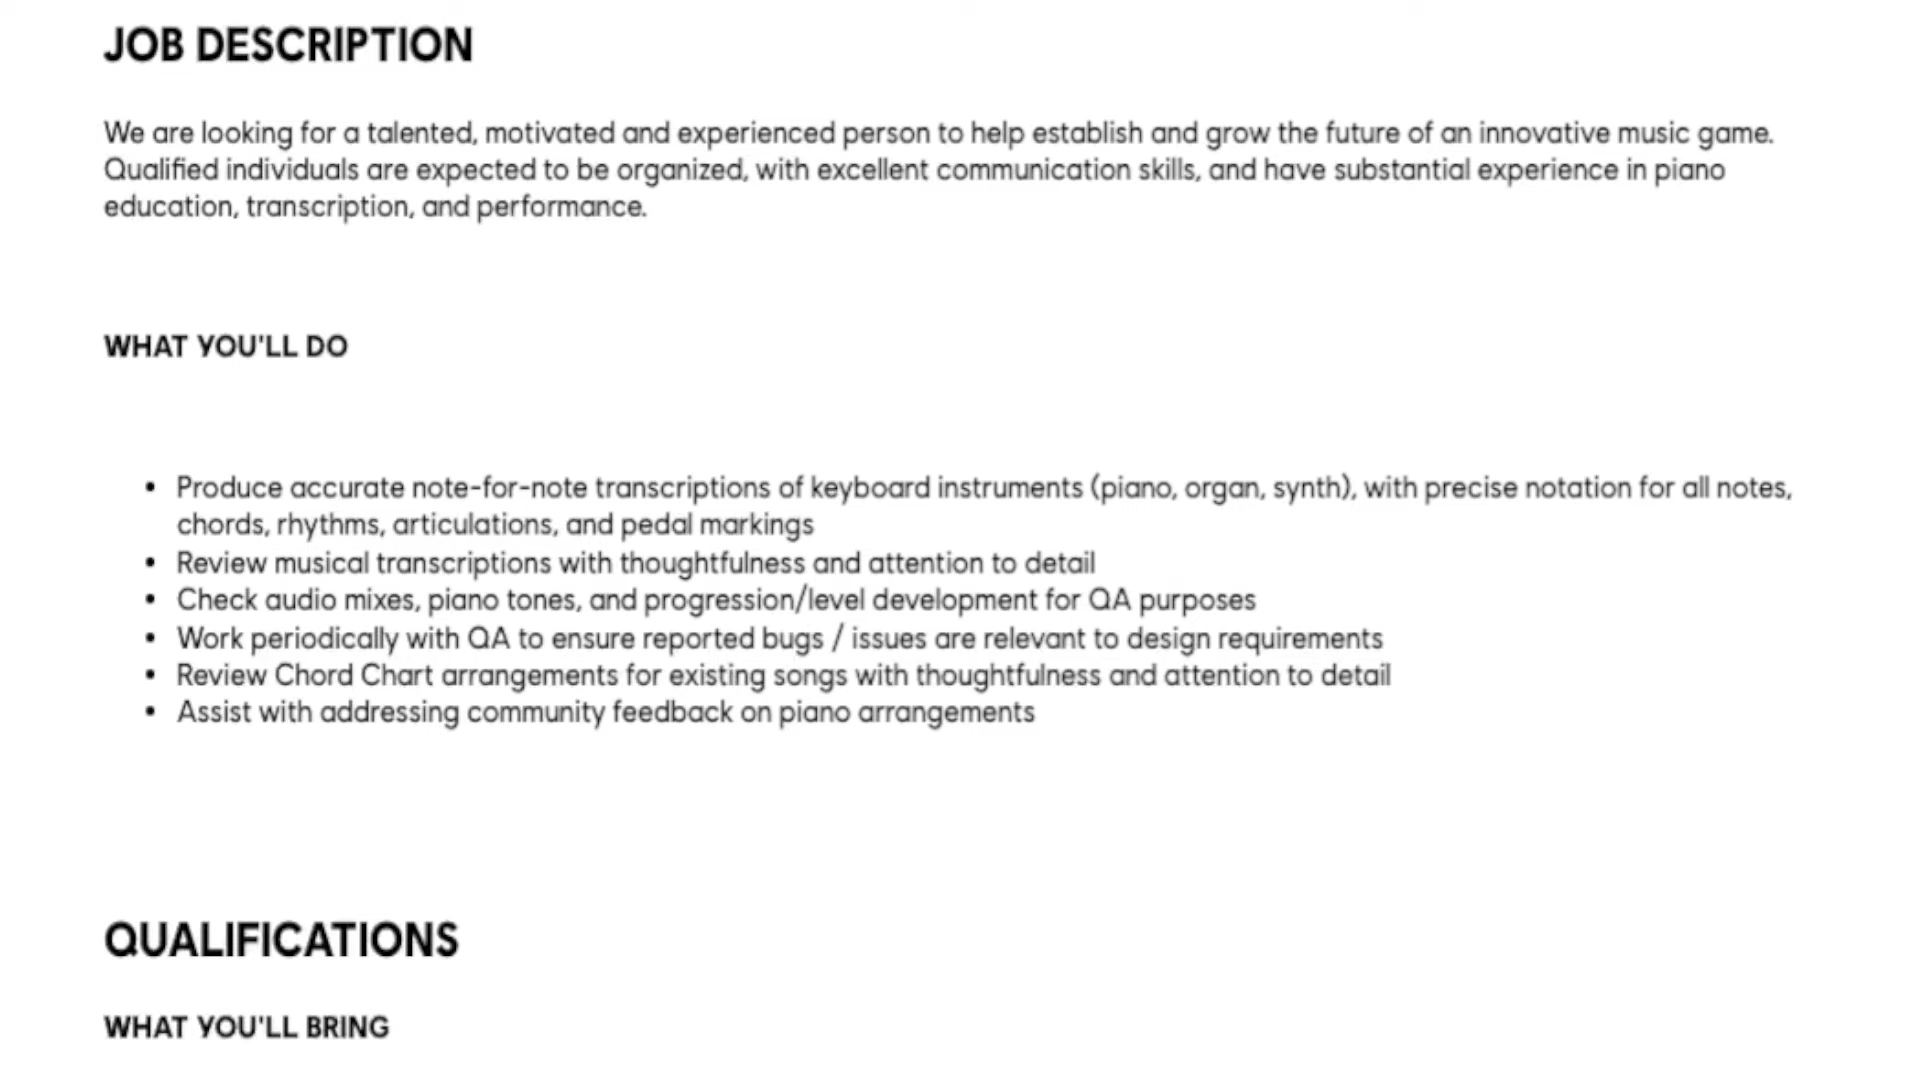 JOB DESCRIPTION
We are looking for a talented, motivated and experienced person to help establish and grow the future of an innovative music game.
Qualified individuals are expected to be organized, with excellent communication skills, and have substantial experience in piano
education, transcription, and performance.
WHAT YOU'LL DO
• Produce accurate note-for-note transcriptions of keyboard instruments (piano, organ, synth), with precise notation for all notes,
chords, rhythms, articulations, and pedal markings
• Review musical transcriptions with thoughtfulness and attention to detail
• Check audio mixes, piano tones, and progression/level development for QA purposes
• Work periodically with QA to ensure reported bugs / issues are relevant to design requirements
• Review Chord Chart arrangements for existing songs with thoughtfulness and attention to detail
• Assist with addressing community feedback on piano arrangements
QUALIFICATIONS
WHAT YOU'LL BRING